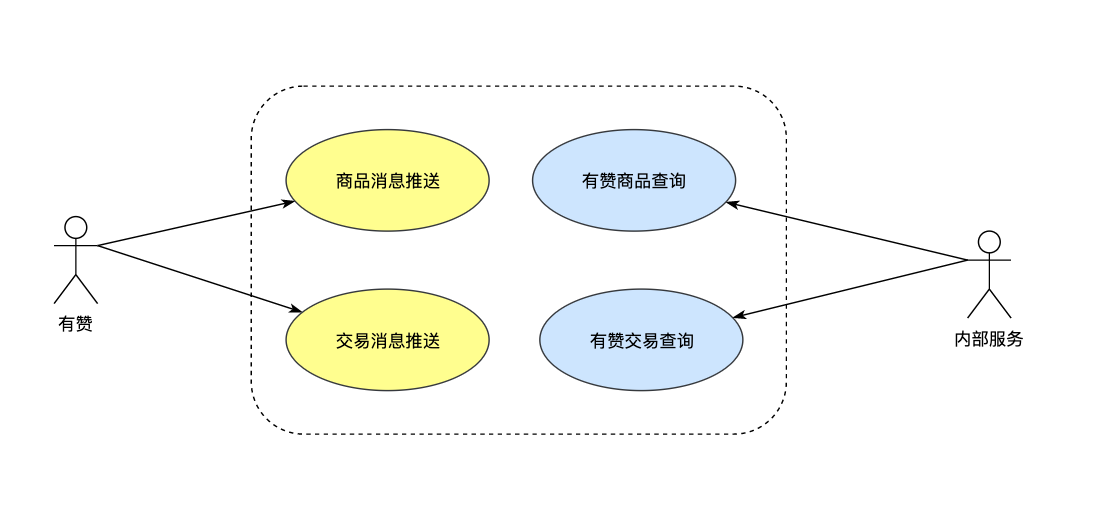 商品消息推送
有赞商品查询
有赞
交易消息推送
有赞交易查询
内部服务